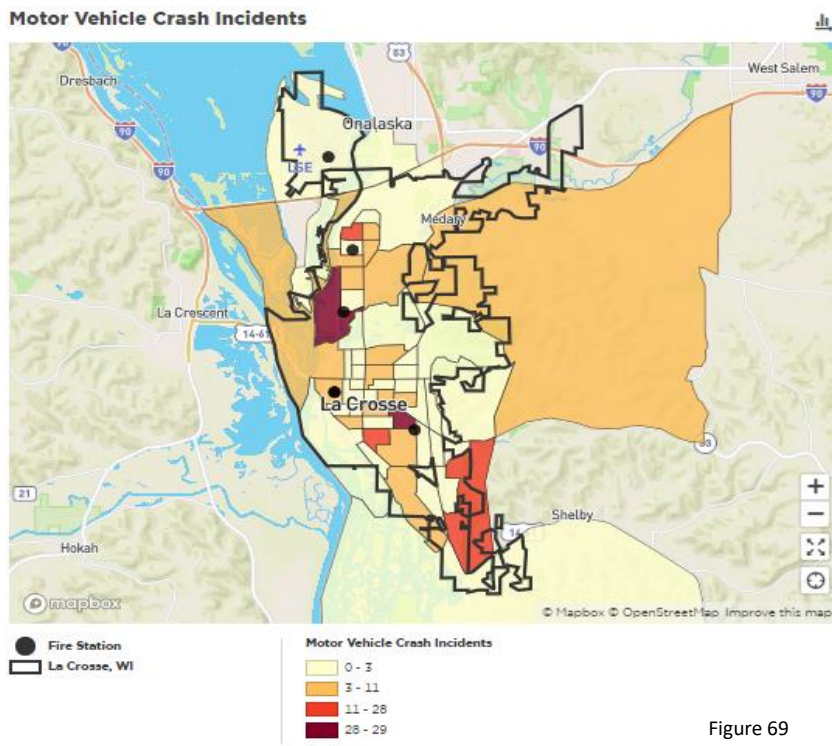 Motor Vehicle Crash Incidents
53
90
Dresbach
West Salem
90
Onalaska
90
90
LSE
Medary
La Crescent
14-61
La Crosse
33
21
Shelby
14
Hokah
mapbox
© Mapbox © OpenStreetMap Improve this map
Fire Station
La Crosse, WI
Motor Vehicle Crash Incidents
0 - 3
3 - 11
11 - 28
28 - 29
Figure 69